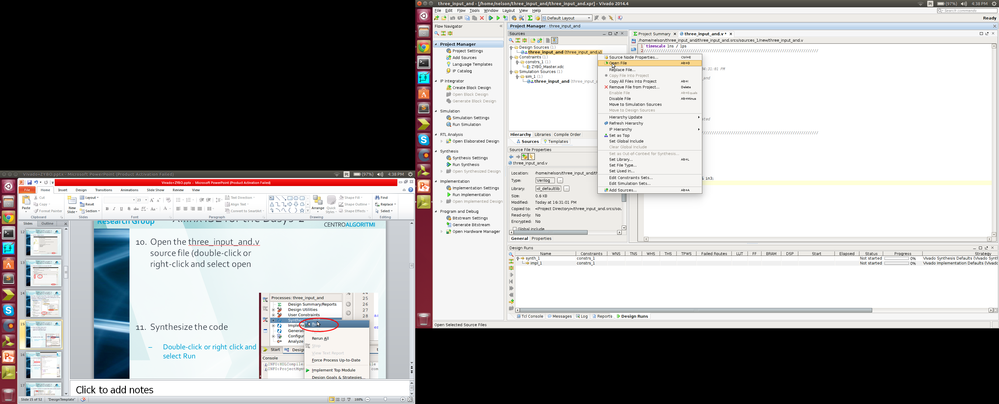 three_input_and - [/home/nelson/three_input_and/three_input_and.xpr] - Vivado 2014.4
Pt
(97%)
4:38 PM
File Edit Flow Tools Window Layout View Help
Search commands
Default Layout
Ready
Flow Navigator
Project Manager
Project Settings
Add Sources
Language Templates
IP Catalog
IP Integrator
Create Block Design
Open Block Design
Generate Block Design
Simulation
Simulation Settings
Run Simulation
RTL Analysis
Open Elaborated Design
Synthesis
Synthesis Settings
Run Synthesis
Open Synthesized Design
Implementation
Implementation Settings
Run Implementation
Open Implemented Design
Program and Debug
Bitstream Settings
Generate Bitstream
Open Hardware Manager
Project Manager - three_input_and
Sources
Design Sources (1)
three_input_and (three_input_and.v)
Constraints (1)
constrs_1 (1)
ZYBO_Master.xdc
Simulation Sources (1)
sim_1 (1)
three_input_and (three_input_a
Hierarchy Libraries Compile Order
Sources Templates
Source File Properties
three_input_and.v
Location: /home/nelson/three_input_and/th
Type: Verilog
Library: xil_defaultlib
Size: 0.6 KB
Modified: Today at 16:31:01 PM
Copied to: <Project Directory>/three_input_and.srcs/sou
Read-only: No
Encrypted: No
Global include
General Properties
Project Summary
three_input_and.v *
/home/nelson/three_input_and/three_input_and.srcs/sources_1/new/three_input_and.v
1 `timescale 1ns / 1ps
2 //////////////////////////////////////////////////////////////////////////////////
04:31:01 PM
_and
ated
//////////////////////////////////////////////////////////
& in3;
Source Node Properties... Ctrl+E
Open File Alt+O
Replace File...
Copy File Into Project
Copy All Files Into Project Alt+I
Remove File from Project... Delete
Enable File Alt+Equals
Disable File Alt+Minus
Move to Simulation Sources
Move to Design Sources
Hierarchy Update
Refresh Hierarchy
IP Hierarchy
Set as Top
Set Global Include
Clear Global Include
Set as Out-of-Context for Synthesis...
Set Library... Alt+L
Set File Type...
Set Used In...
Edit Constraints Sets...
Edit Simulation Sets...
Add Sources... Alt+A
Design Runs
Name Constraints WNS TNS WHS THS TPWS Failed Routes LUT FF BRAM DSP Start Elapsed Status Progress Strategy
synth_1 constrs_1 Not started 0% Vivado Synthesis Defaults (Vivado Synth
impl_1 constrs_1 Not started 0% Vivado Implementation Defaults (Vivado
Tcl Console Messages Log Reports Design Runs
Open Selected Source Files
Vivado+ZYBO.pptx - Microsoft PowerPoint (Product Activation Failed)
Pt
(97%)
4:38 PM
Vivado+ZYBO.pptx - Microsoft PowerPoint (Product Activation Failed)
File Home Insert Design Transitions Animations Slide Show Review View
Paste
Cut
Copy
Format Painter
Clipboard
New Slide
Layout
Reset
Section
Slides
23
Font
Text Direction
Align Text
Convert to SmartArt
Paragraph
Arrange
Quick Styles
Shape Fill
Shape Outline
Shape Effects
Drawing
Find
Replace
Select
Editing
Slides Outline
12
13
14
15
16
17
Research Group
Xilinx ISE for the Basys 2
CENTROALGORITMI
10. Open the three_input_and.v
source file (double-click or
right-click and select open
11. Synthesize the code
– Double-click or right click and
select Run
Processes: three_input_and
Design Summary/Reports
Design Utilities
User Constraints
Synthes
Impleme
Generat
Configur
Analyze
Start
Desig
Console
INFO:HDLCompile
INFO:ProjectMgm
25
26
27
28
as
er
Run
Rerun All
Stop
View Text Report
Force Process Up-to-Date
Implement Top Module
Design Goals & Strategies...
Click to add notes
Slide 15 of 52
"DesignTemplate"
100%